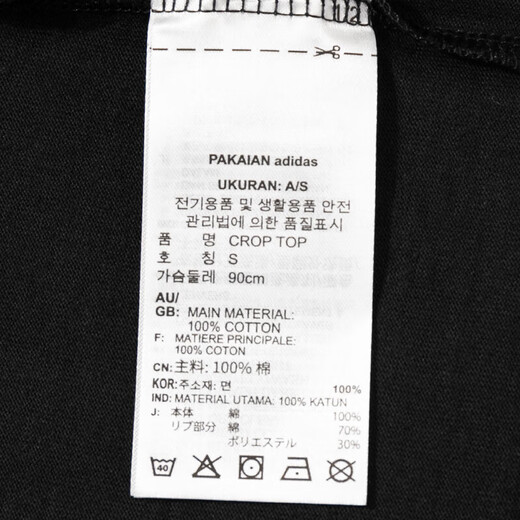 12
PAKAIAN adidas
UKURAN: A/S
전기용품 및 생활용품 안전
관리법에 의한 품질표시
품 명 CROP TOP
호 칭 S
가슴둘레 90cm
AU/
GB: MAIN MATERIAL:
100% COTTON
F: MATIERE PRINCIPALE:
100% COTON
CN: 主料: 100% 棉
KOR: 주소재: 면 100%
IND: MATERIAL UTAMA: 100% KATUN
J: 本体 綿 100%
リブ部分 綿 70%
ポリエステル 30%
40